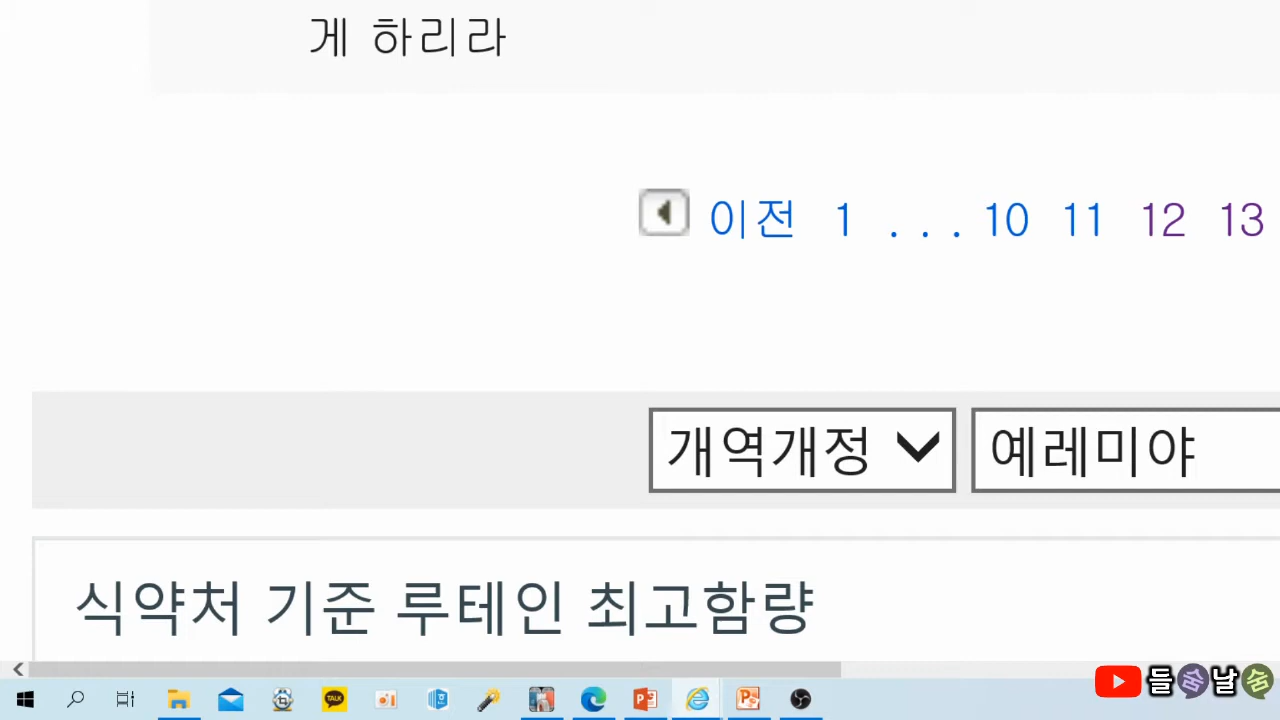 게 하리라
이전 1 ... 10 11 12 13
개역개정 예레미야
식약처 기준 루테인 최고함량
TALK
들숨날숨